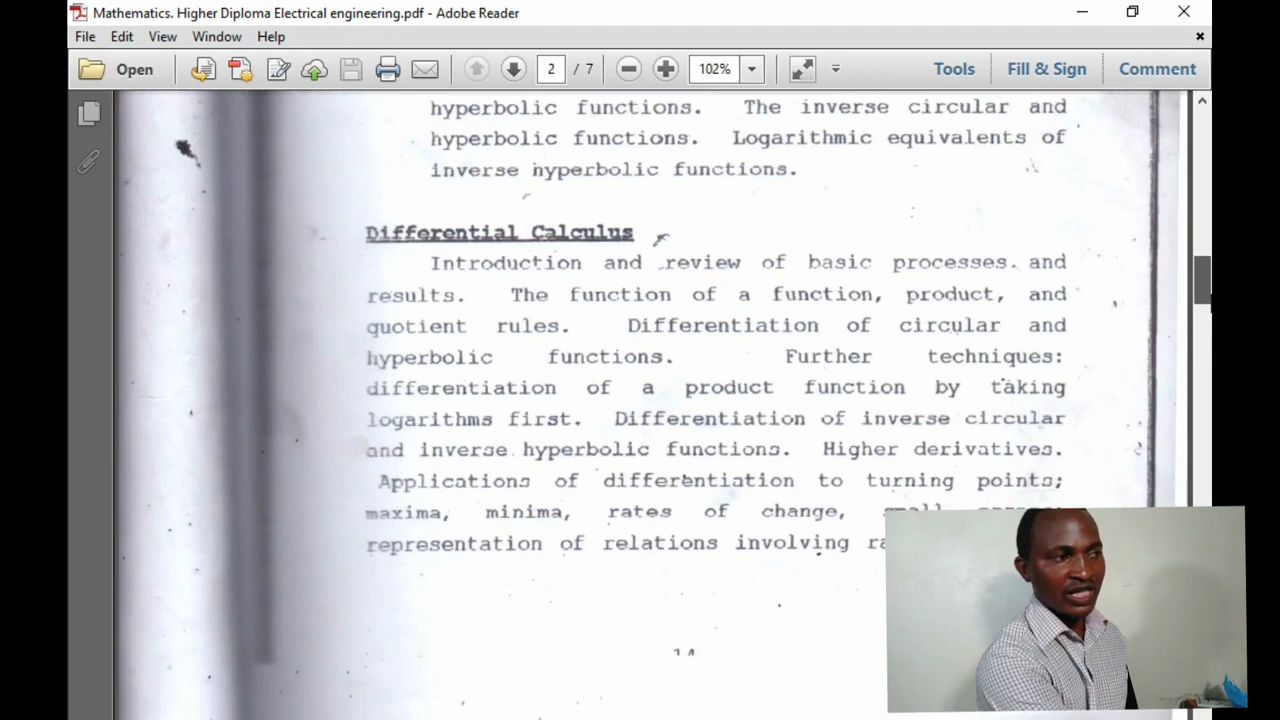 Mathematics. Higher Diploma Electrical engineering.pdf - Adobe Reader
File Edit View Window Help
Open 2 / 7 102% Tools Fill & Sign Comment
hyperbolic functions. The inverse circular and
hyperbolic functions. Logarithmic equivalents of
inverse hyperbolic functions.
Differential Calculus
Introduction and review of basic processes and
results. The function of a function, product, and
quotient rules. Differentiation of circular and
hyperbolic functions. Further techniques:
differentiation of a product function by taking
logarithms first. Differentiation of inverse circular
and inverse hyperbolic functions. Higher derivatives.
Applications of differentiation to turning points;
maxima, minima, rates of change,
representation of relations involving